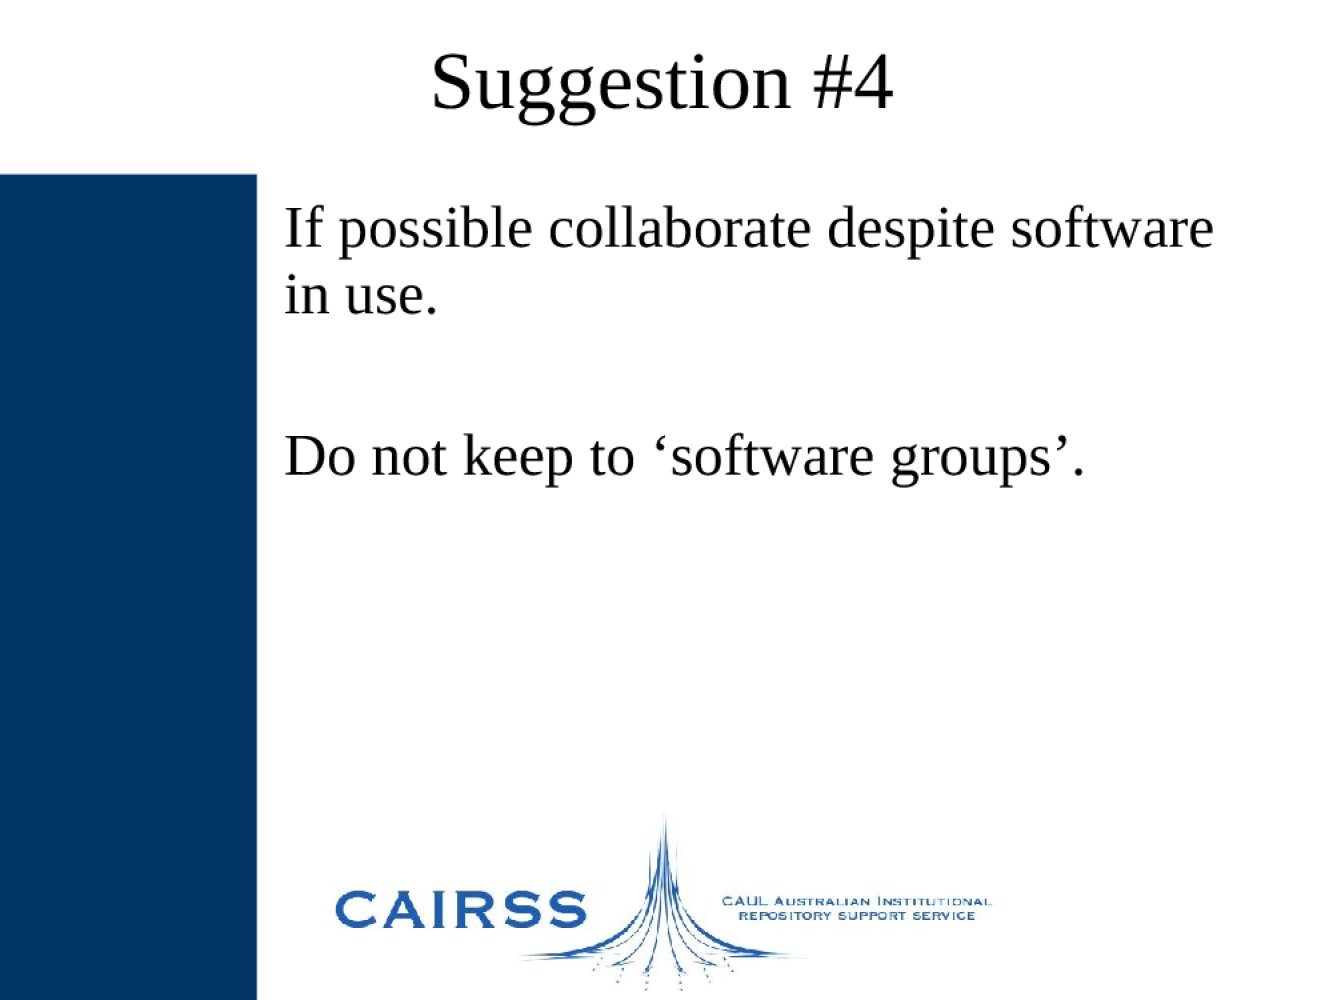 Suggestion #4
If possible collaborate despite software
in use.
Do not keep to ‘software groups’.
CAIRSS
CAUL Australian Institutional
Repository Support Service